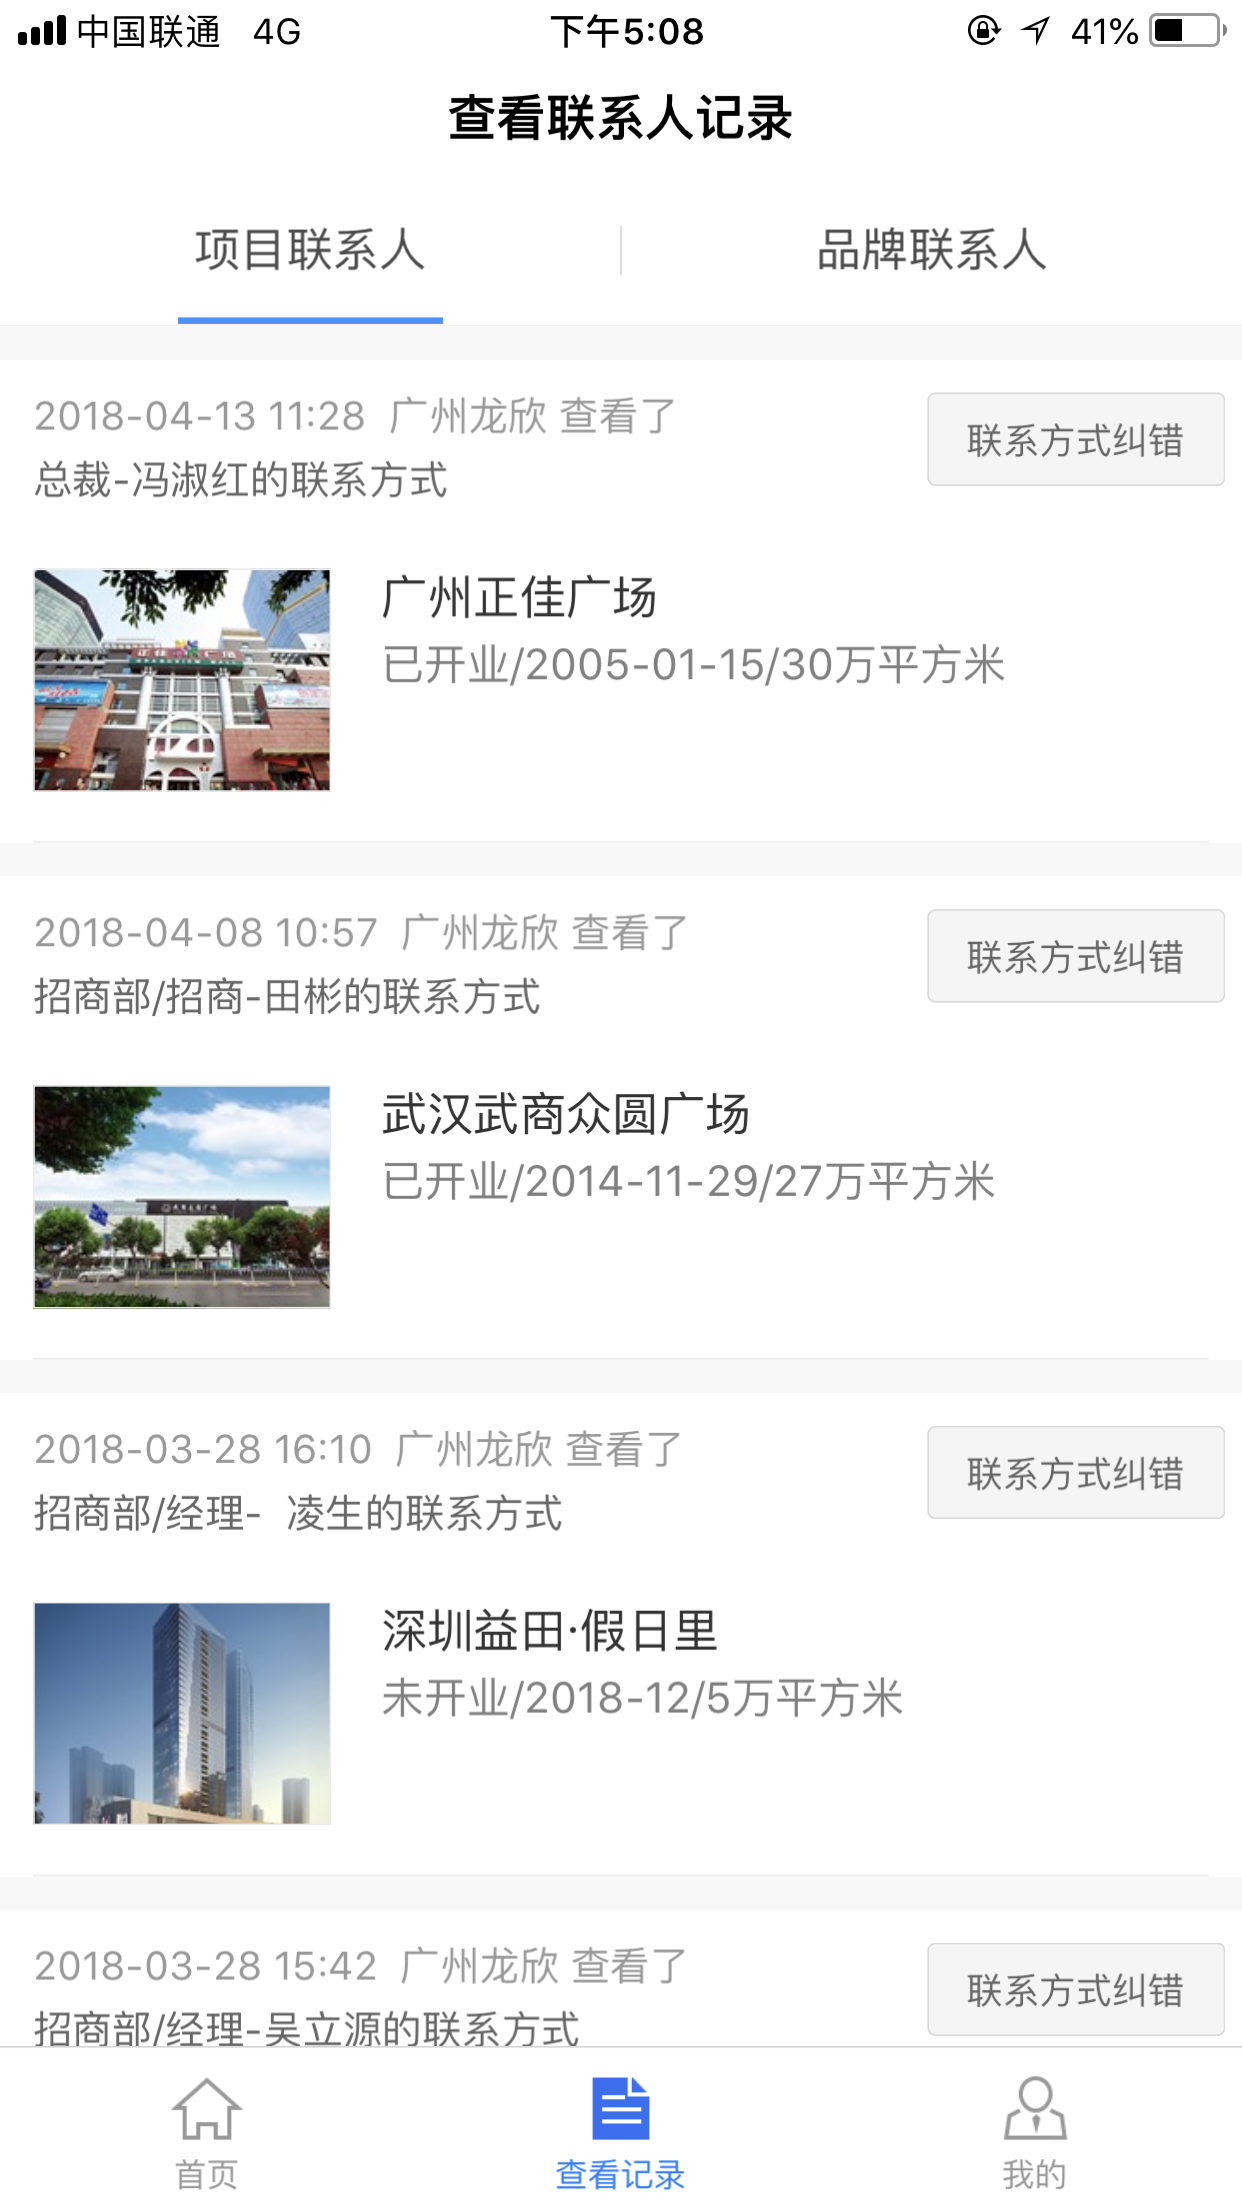 中国联通 4G 下午5:08 41%
查看联系人记录
项目联系人 品牌联系人
2018-04-13 11:28 广州龙欣 查看了
联系方式纠错
总裁-冯淑红的联系方式
正佳广场
广州正佳广场
已开业/2005-01-15/30万平方米
2018-04-08 10:57 广州龙欣 查看了
联系方式纠错
招商部/招商-田彬的联系方式
武汉武商众圆广场
已开业/2014-11-29/27万平方米
2018-03-28 16:10 广州龙欣 查看了
联系方式纠错
招商部/经理- 凌生的联系方式
深圳益田·假日里
未开业/2018-12/5万平方米
2018-03-28 15:42 广州龙欣 查看了
联系方式纠错
招商部/经理-吴立源的联系方式
首页 查看记录 我的